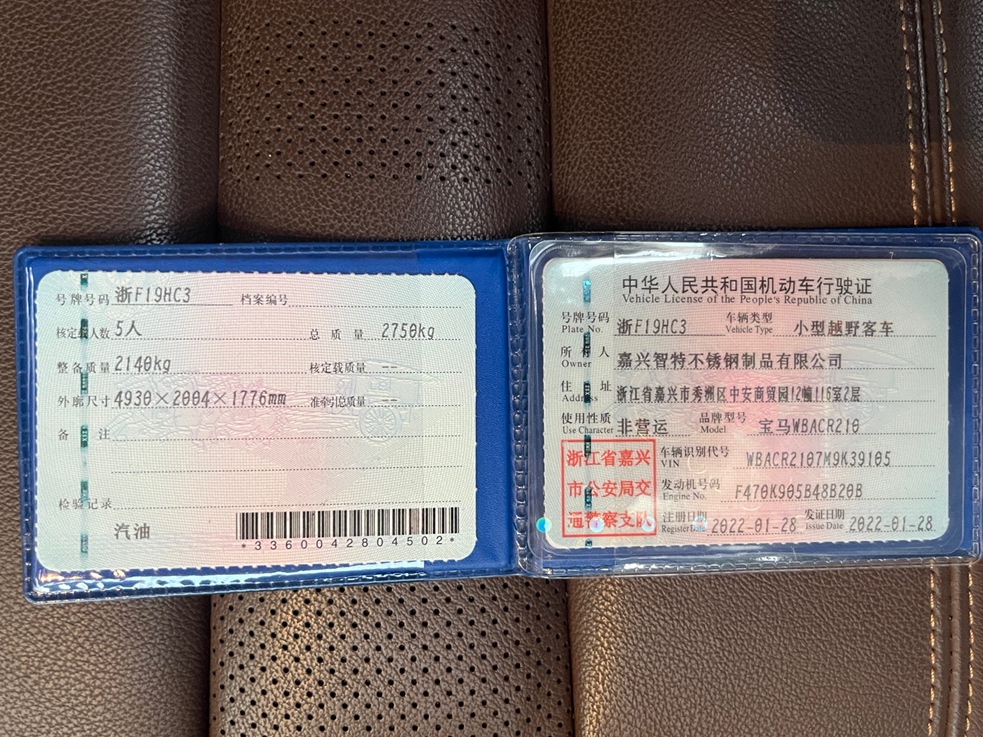 号牌号码 浙F19HC3 档案编号
核定载人数 5人 总质量 2750kg
整备质量 2140kg 核定载质量 --
外廓尺寸 4930×2004×1776mm 准牵引总质量 --
备注
检验记录
汽油
*3360042804502*
中华人民共和国机动车行驶证
Vehicle License of the People's Republic of China
号牌号码 浙F19HC3 车辆类型 小型越野客车
Plate No. Vehicle Type
所有人 嘉兴智特不锈钢制品有限公司
Owner
住址 浙江省嘉兴市秀洲区中安商贸园12幢115室2层
Address
使用性质 非营运 品牌型号 宝马WBACR210
Use Character Model
浙江省嘉兴
市公安局交
通警察支队
车辆识别代号 WBACR2107M9K39105
VIN
发动机号码 F470K905B48B20B
Engine No.
注册日期 2022-01-28 发证日期 2022-01-28
Register Date Issue Date